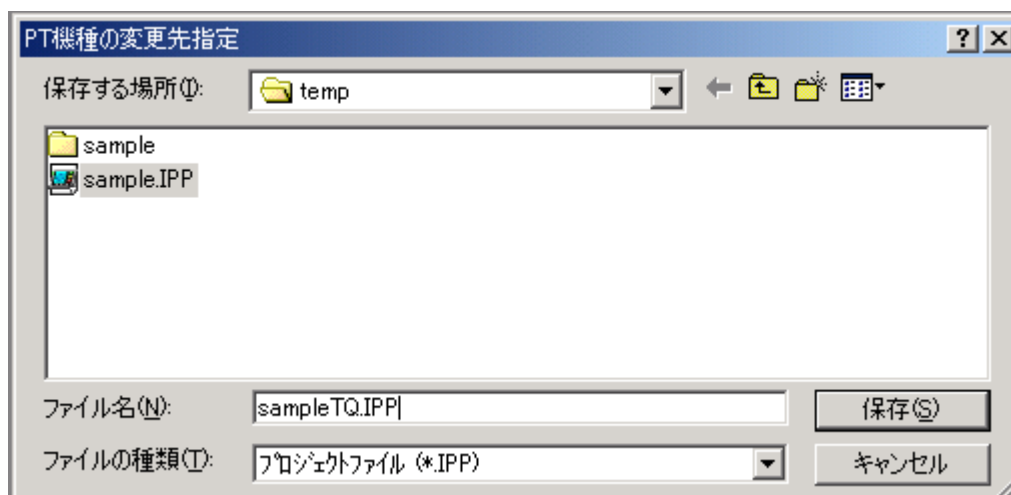 PT機種の変更先指定
保存する場所(I): temp
sample
sample.IPP
ファイル名(N): sampleTQ.IPP 保存(S)
ファイルの種類(T): プロジェクトファイル (*.IPP) キャンセル